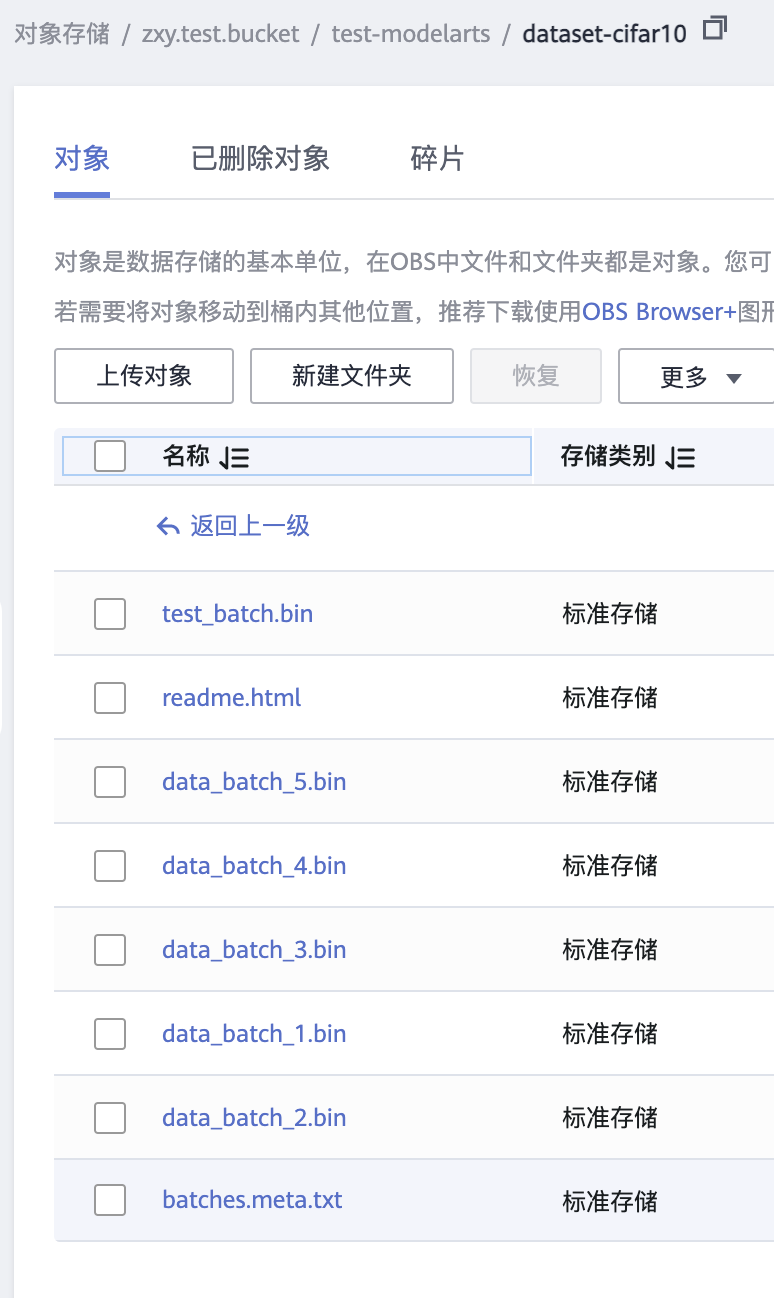 对象存储 / zxy.test.bucket / test-modelarts / dataset-cifar10
对象 已删除对象 碎片
对象是数据存储的基本单位，在OBS中文件和文件夹都是对象。您可
若需要将对象移动到桶内其他位置，推荐下载使用OBS Browser+图形
上传对象 新建文件夹 恢复 更多
名称 存储类别
返回上一级
test_batch.bin 标准存储
readme.html 标准存储
data_batch_5.bin 标准存储
data_batch_4.bin 标准存储
data_batch_3.bin 标准存储
data_batch_1.bin 标准存储
data_batch_2.bin 标准存储
batches.meta.txt 标准存储